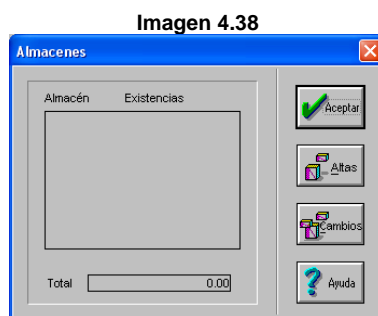 Imagen 4.38
Almacenes
Almacén Existencias
Aceptar
Altas
Cambios
Total 0.00
Ayuda